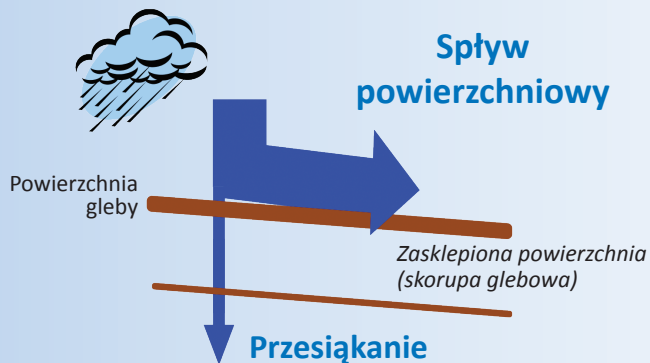 Spływ
powierzchniowy
Powierzchnia
gleby
Zasklepiona powierzchnia
(skorupa glebowa)
Przesiąkanie